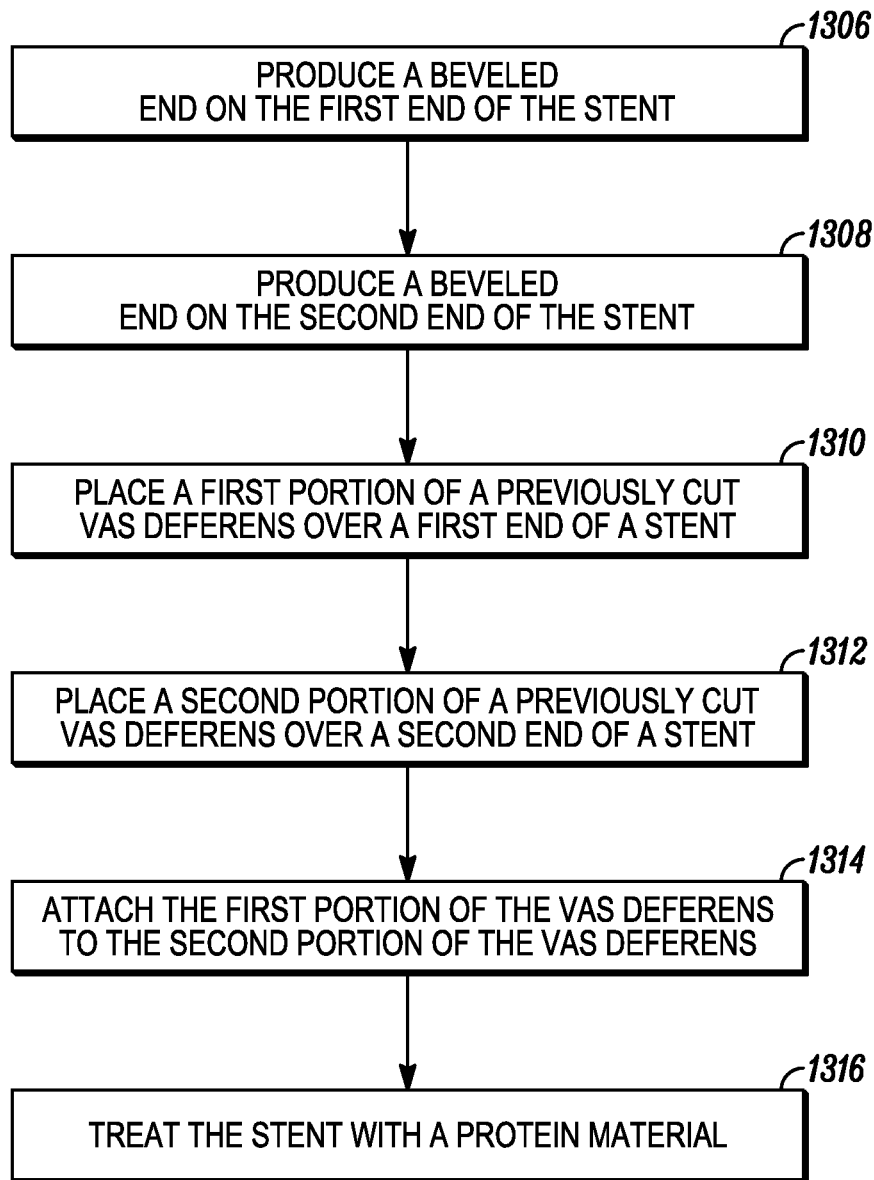 1306
PRODUCE A BEVELED
END ON THE FIRST END OF THE STENT
1308
PRODUCE A BEVELED
END ON THE SECOND END OF THE STENT
1310
PLACE A FIRST PORTION OF A PREVIOUSLY CUT
VAS DEFERENS OVER A FIRST END OF A STENT
1312
PLACE A SECOND PORTION OF A PREVIOUSLY CUT
VAS DEFERENS OVER A SECOND END OF A STENT
1314
ATTACH THE FIRST PORTION OF THE VAS DEFERENS
TO THE SECOND PORTION OF THE VAS DEFERENS
1316
TREAT THE STENT WITH A PROTEIN MATERIAL